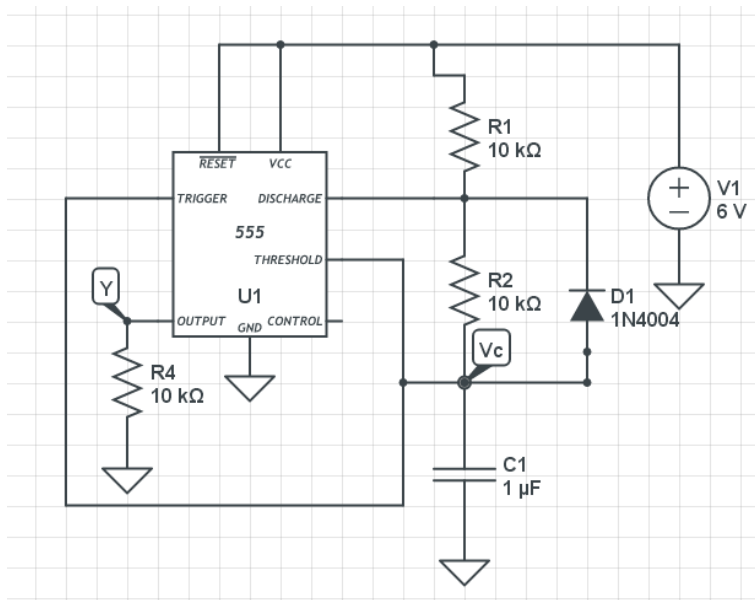 R1
10 kΩ
RESET
VCC
V1
6 V
TRIGGER
DISCHARGE
555
THRESHOLD
R2
10 kΩ
Y
U1
D1
1N4004
OUTPUT
GND
CONTROL
Vc
R4
10 kΩ
C1
1 µF